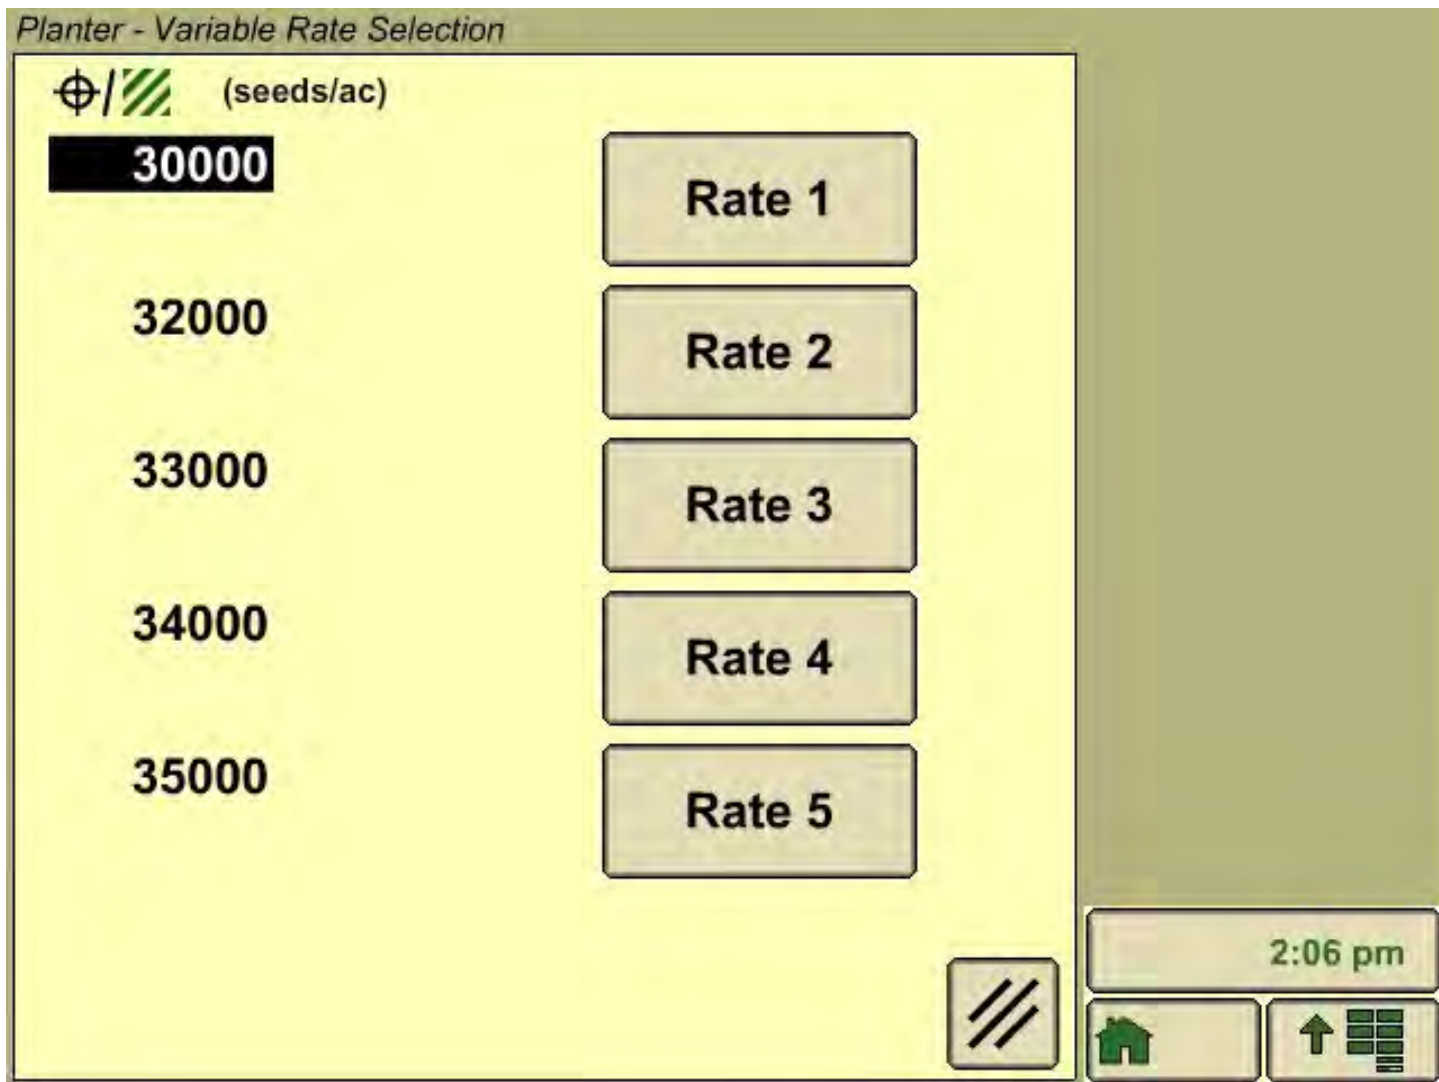 Planter - Variable Rate Selection
(seeds/ac)
30000
Rate 1
32000
Rate 2
33000
Rate 3
34000
Rate 4
35000
Rate 5
2:06 pm